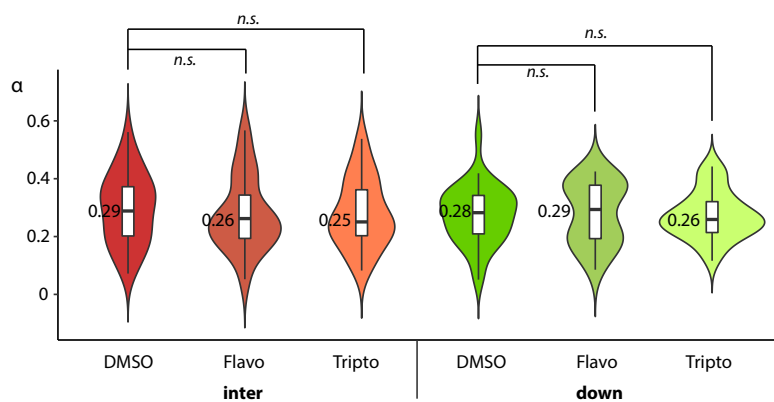 n.s.
n.s.
n.s.
n.s.
α
0.6
0.4
0.2
0
0.29
0.26
0.25
0.28
0.29
0.26
DMSO Flavo Tripto DMSO Flavo Tripto
inter down